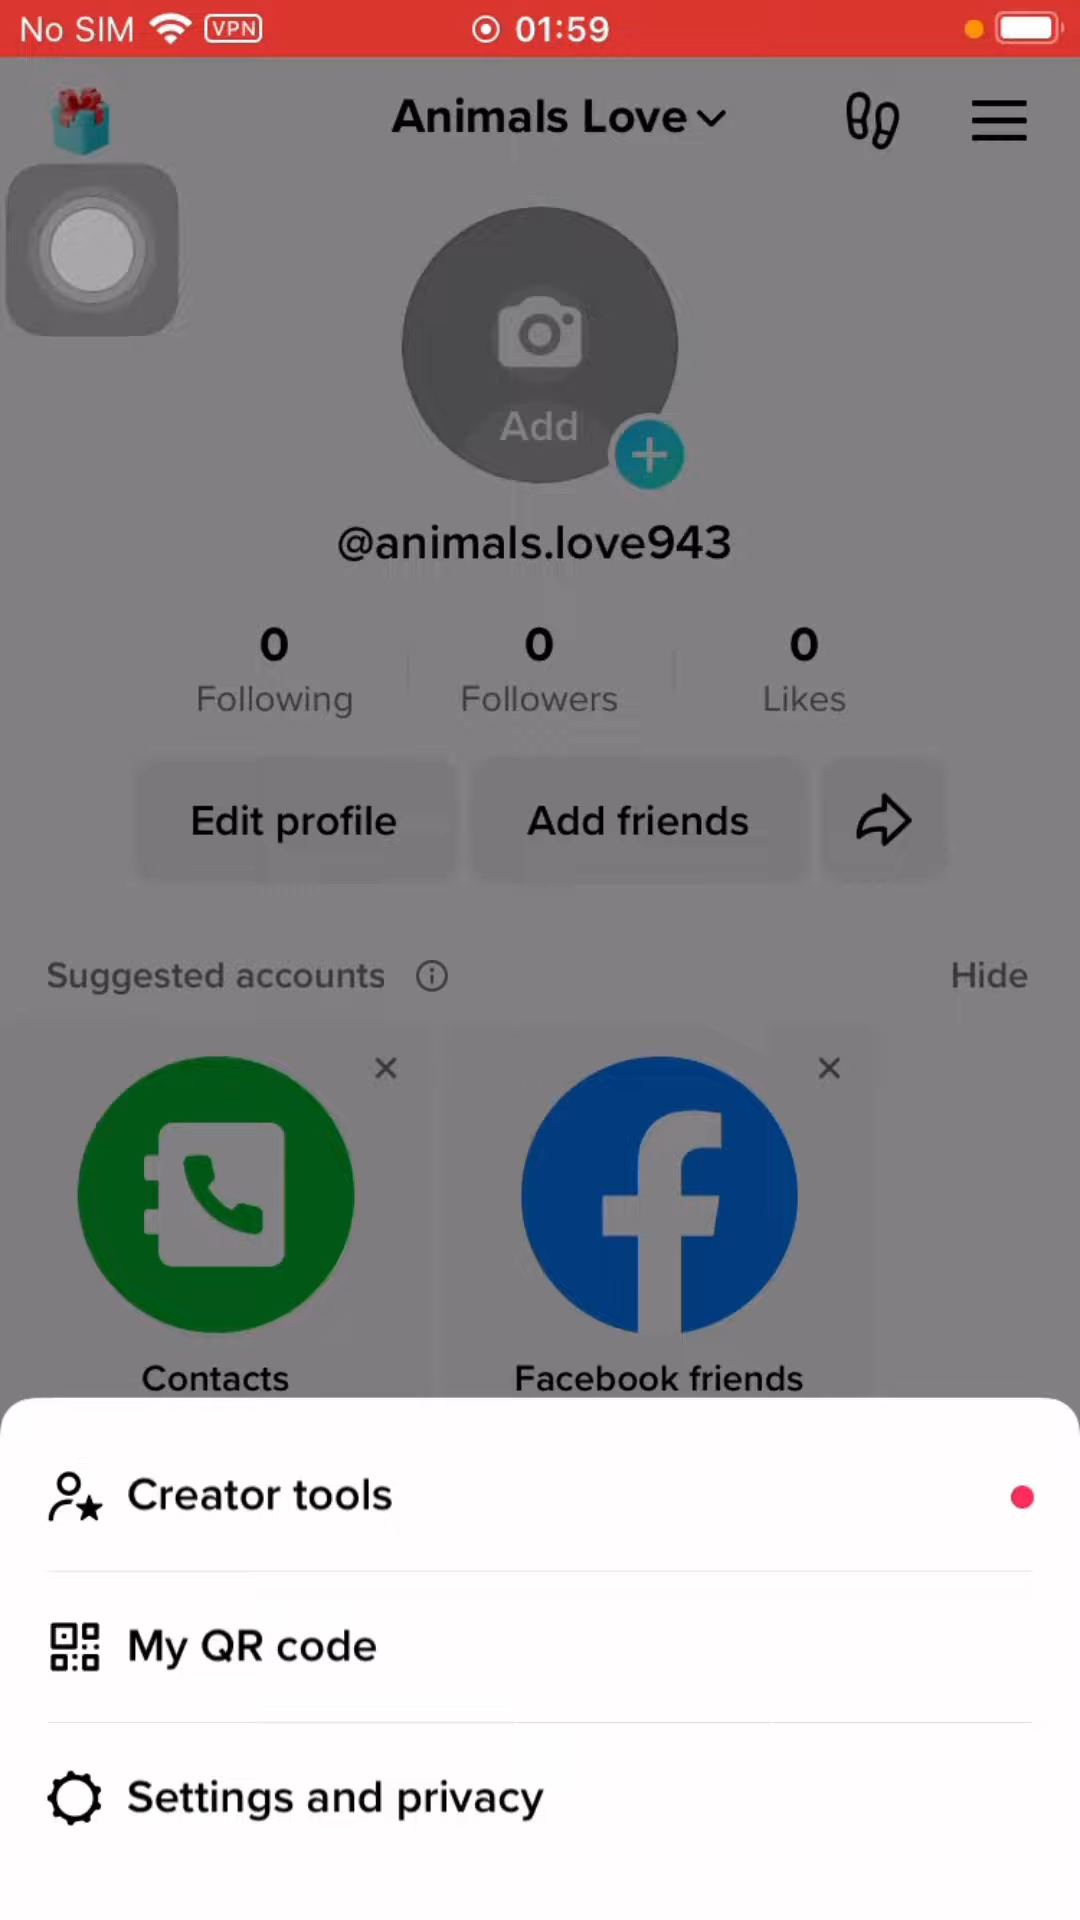 No SIM VPN 01:59
Animals Love
Add
@animals.love943
0 0 0
Following Followers Likes
Edit profile Add friends
Suggested accounts Hide
Contacts Facebook friends
Creator tools
My QR code
Settings and privacy